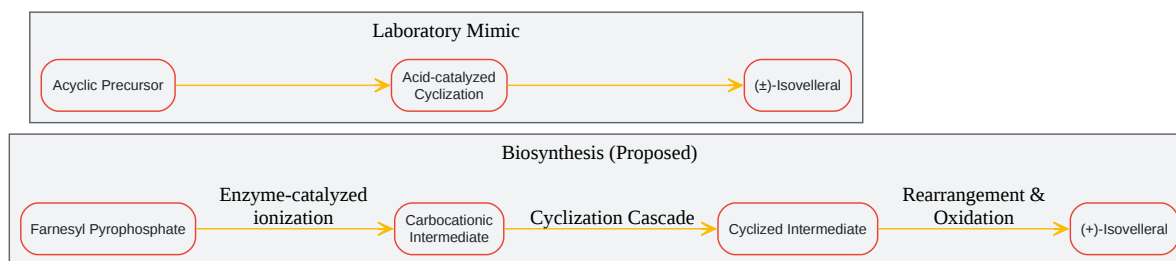 Laboratory Mimic
Acyclic Precursor
Acid-catalyzed
Cyclization
(±)-Isovelleral
Biosynthesis (Proposed)
Farnesyl Pyrophosphate
Enzyme-catalyzed
ionization
Carbocationic
Intermediate
Cyclization Cascade
Cyclized Intermediate
Rearrangement &
Oxidation
(+)-Isovelleral